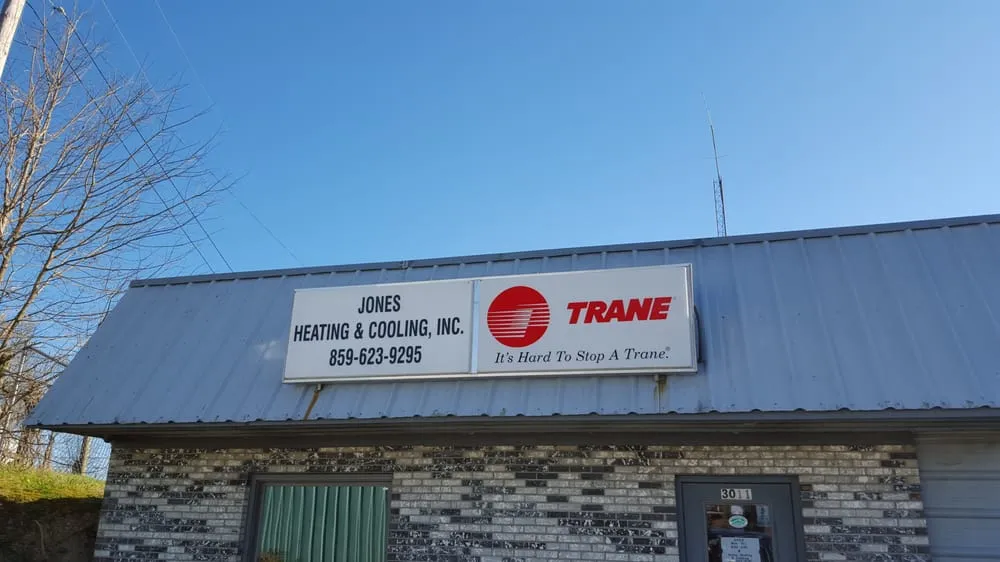 JONES
HEATING & COOLING, INC.
859-623-9295
TRANE
It's Hard To Stop A Trane.®
3011